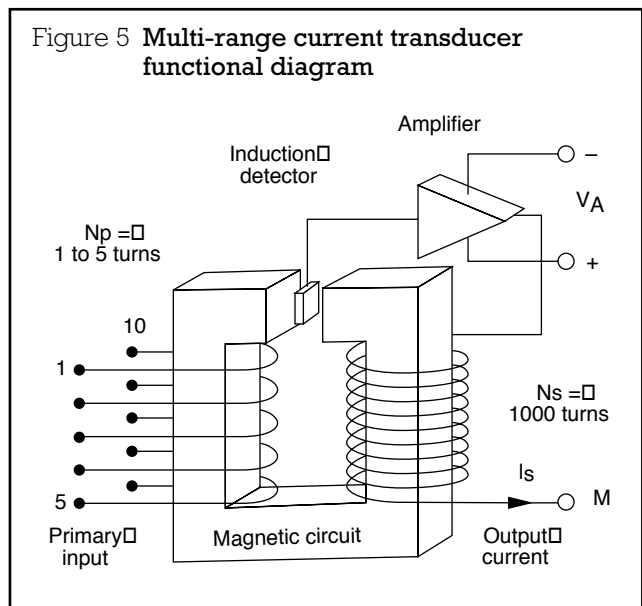 Figure 5 Multi-range current transducer
functional diagram
Amplifier
Induction□
detector
−
VA
+
Np =□
1 to 5 turns
10
1
Ns =□
1000 turns
Is
5
M
Primary□
input
Magnetic circuit
Output□
current